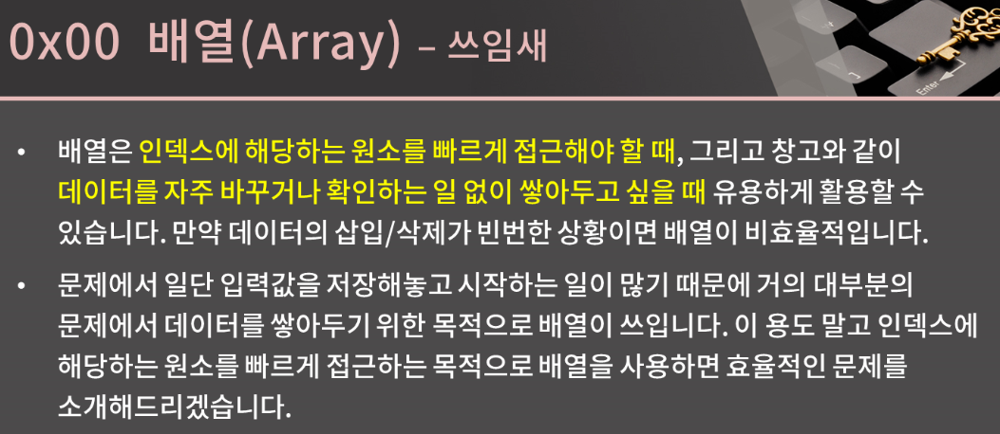 0x00 배열(Array) – 쓰임새
Enter
• 배열은 인덱스에 해당하는 원소를 빠르게 접근해야 할 때, 그리고 창고와 같이
데이터를 자주 바꾸거나 확인하는 일 없이 쌓아두고 싶을 때 유용하게 활용할 수
있습니다. 만약 데이터의 삽입/삭제가 빈번한 상황이면 배열이 비효율적입니다.
• 문제에서 일단 입력값을 저장해놓고 시작하는 일이 많기 때문에 거의 대부분의
문제에서 데이터를 쌓아두기 위한 목적으로 배열이 쓰입니다. 이 용도 말고 인덱스에
해당하는 원소를 빠르게 접근하는 목적으로 배열을 사용하면 효율적인 문제를
소개해드리겠습니다.